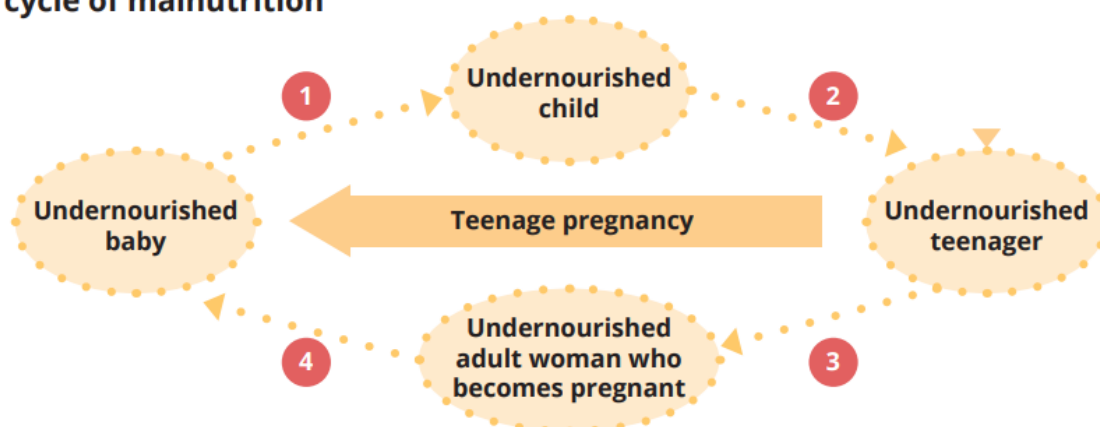 cycle of malnutrition
Undernourished
child
1
2
Undernourished
baby
Teenage pregnancy
Undernourished
teenager
Undernourished
adult woman who
becomes pregnant
4
3